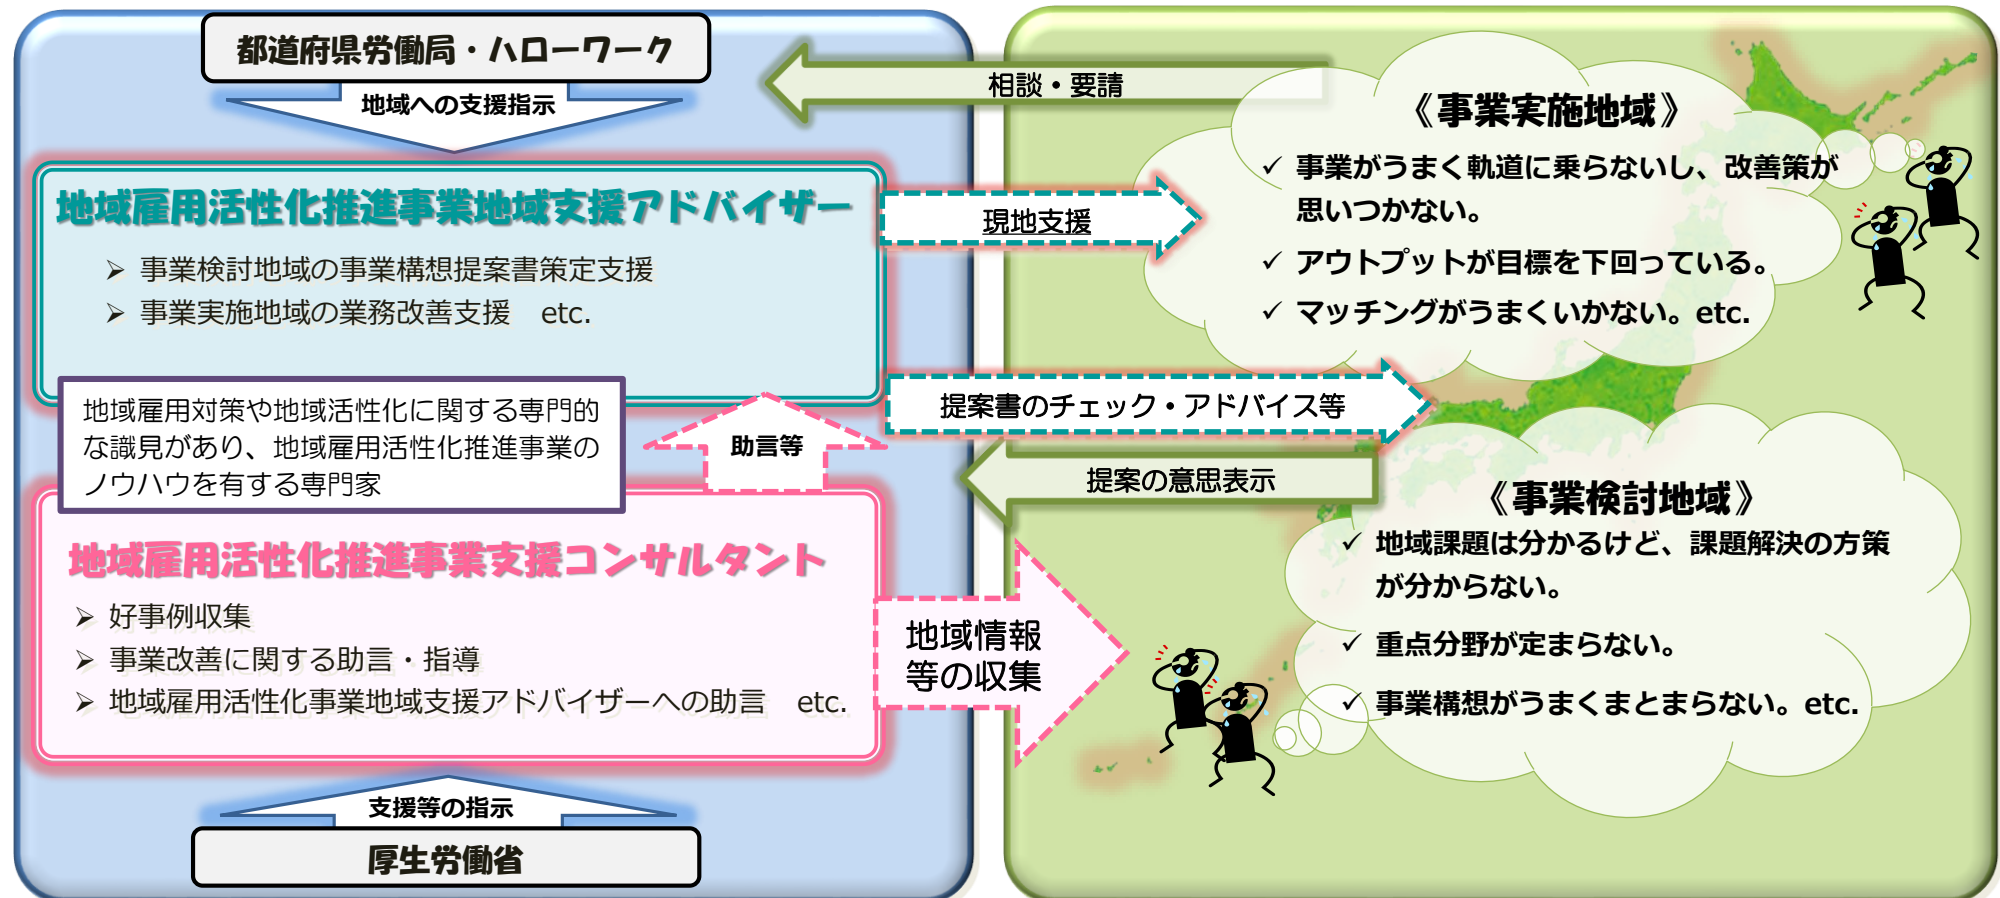 都道府県労働局・ハローワーク
地域への支援指示
地域雇用活性化推進事業地域支援アドバイザー
➢ 事業検討地域の事業構想提案書策定支援
➢ 事業実施地域の業務改善支援　etc.
地域雇用対策や地域活性化に関する専門的
な識見があり、地域雇用活性化推進事業の
ノウハウを有する専門家
助言等
地域雇用活性化推進事業支援コンサルタント
➢ 好事例収集
➢ 事業改善に関する助言・指導
➢ 地域雇用活性化事業地域支援アドバイザーへの助言　etc.
支援等の指示
厚生労働省
相談・要請
現地支援
提案書のチェック・アドバイス等
提案の意思表示
地域情報
等の収集
《事業実施地域》
✓ 事業がうまく軌道に乗らないし、改善策が
思いつかない。
✓ アウトプットが目標を下回っている。
✓ マッチングがうまくいかない。etc.
《事業検討地域》
✓ 地域課題は分かるけど、課題解決の方策
が分からない。
✓ 重点分野が定まらない。
✓ 事業構想がうまくまとまらない。etc.